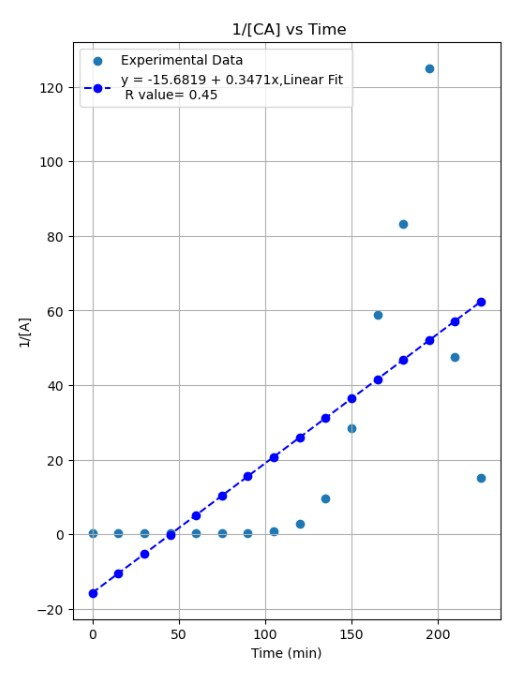 1/[CA] vs Time
Experimental Data
y = -15.6819 + 0.3471x,Linear Fit
R value= 0.45
120
100
80
60
40
20
0
−20
1/[A]
0 50 100 150 200
Time (min)